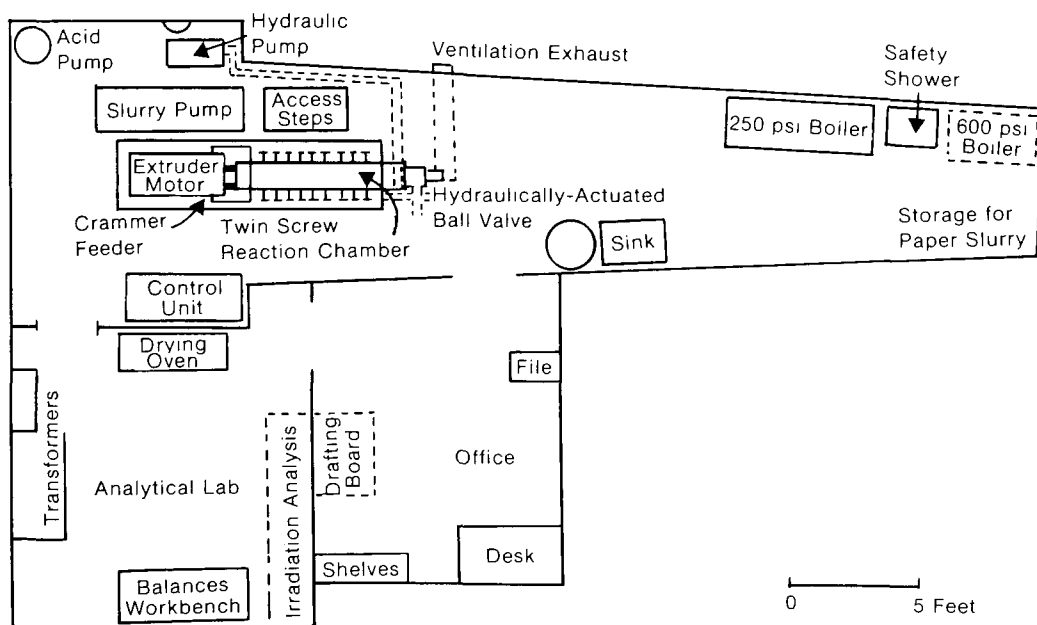 Acid
Pump
Hydraulic
Pump
Ventilation Exhaust
Safety
Shower
Slurry Pump
Access
Steps
250 psi Boiler
600 psi
Boiler
Extruder
Motor
Crammer
Feeder
Twin Screw
Reaction Chamber
Hydraulically-Actuated
Ball Valve
Sink
Storage for
Paper Slurry
Control
Unit
Drying
Oven
File
Transformers
Analytical Lab
Irradiation Analysis
Drafting
Board
Office
Balances
Workbench
Shelves
Desk
0 5 Feet